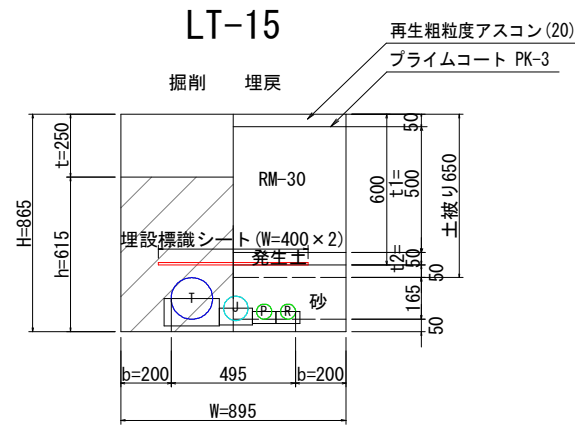 LT-15
再生粗粒度アスコン(20)
プライムコート PK-3
掘削 埋戻
H=865
t=250
h=615
RM-30
埋設標識シート(W=400×2)
発生土
砂
T
J
P
R
50
600
t1=
500
t2=
50
土被り650
50
165
50
b=200
495
b=200
W=895